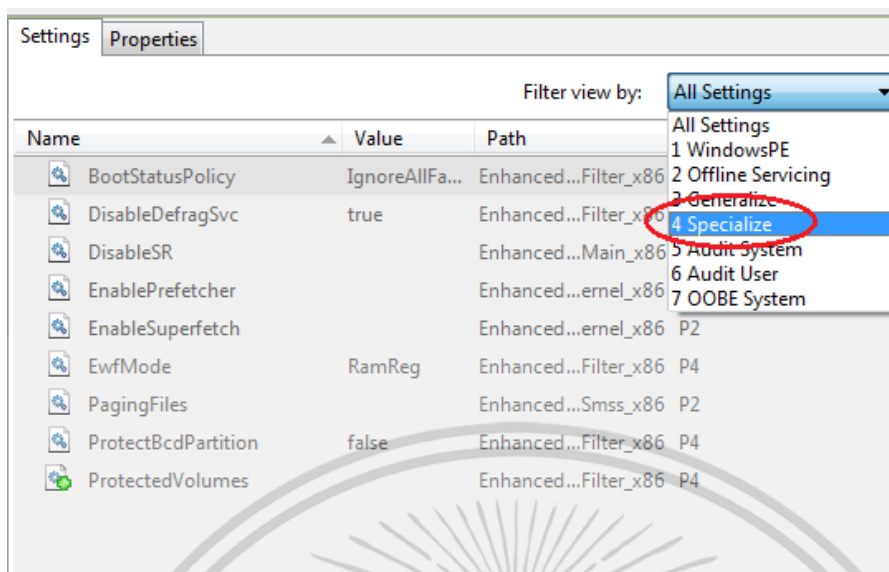 Settings Properties
Filter view by: All Settings
All Settings
1 WindowsPE
2 Offline Servicing
3 Generalize
4 Specialize
5 Audit System
6 Audit User
7 OOBE System
Name Value Path
BootStatusPolicy IgnoreAllFa... Enhanced...Filter_x86
DisableDefragSvc true Enhanced...Filter_x86
DisableSR Enhanced...Main_x86
EnablePrefetcher Enhanced...ernel_x86
EnableSuperfetch Enhanced...ernel_x86 P2
EwfMode RamReg Enhanced...Filter_x86 P4
PagingFiles Enhanced...Smss_x86 P2
ProtectBcdPartition false Enhanced...Filter_x86 P4
ProtectedVolumes Enhanced...Filter_x86 P4